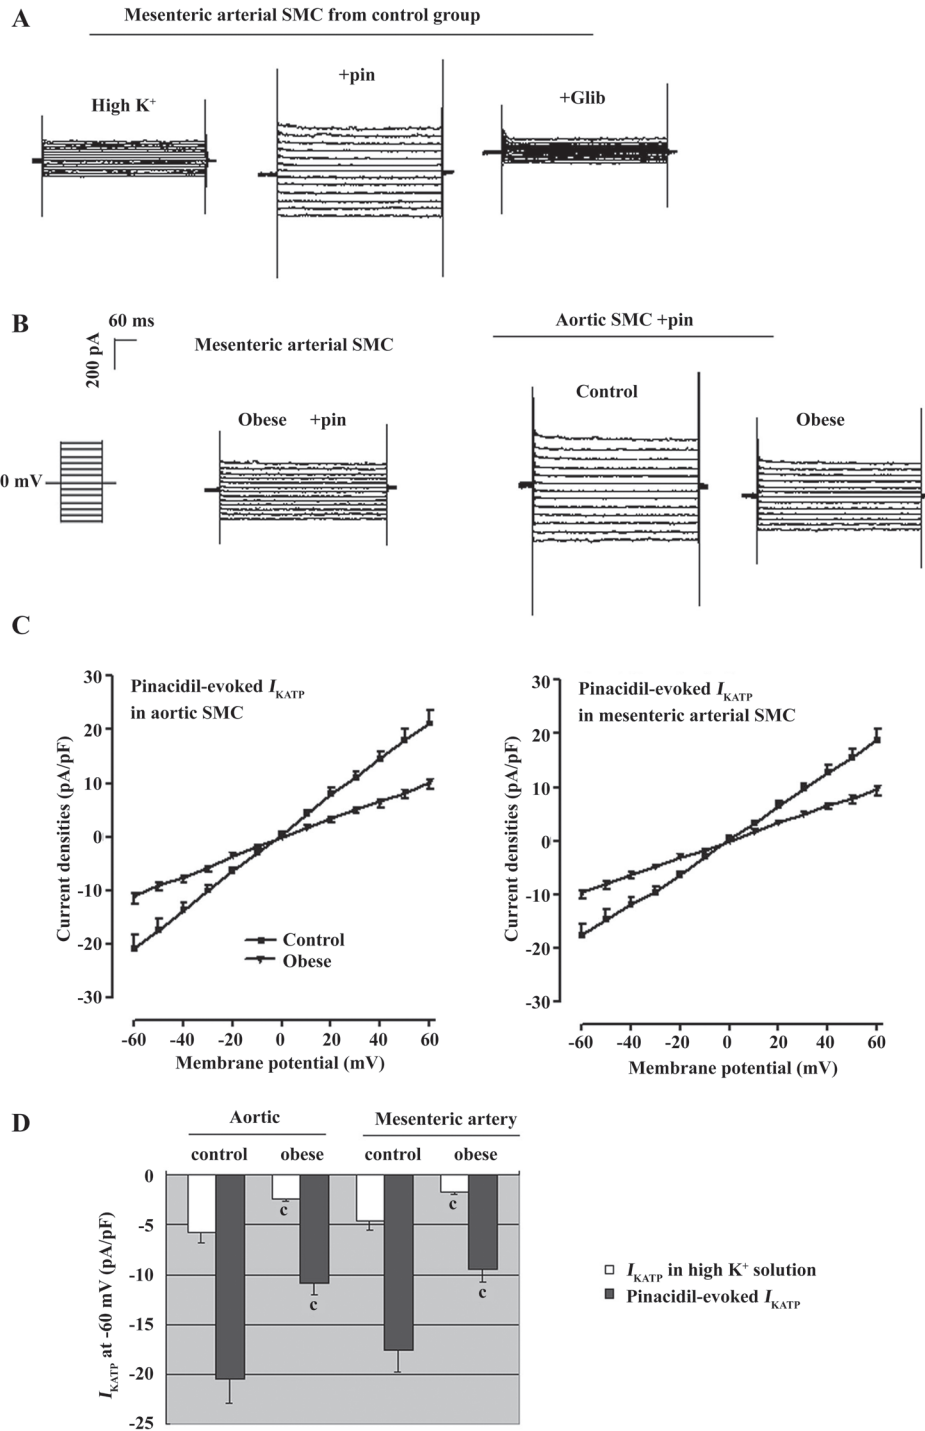 A
Mesenteric arterial SMC from control group
High K⁺
+pin
+Glib
B
60 ms
200 pA
Mesenteric arterial SMC
Aortic SMC +pin
Obese +pin
Control
Obese
0 mV
C
Pinacidil-evoked I_KATP
in aortic SMC
Current densities (pA/pF)
30
20
10
0
-10
-20
-30
Control
Obese
-60 -40 -20 0 20 40 60
Membrane potential (mV)
Pinacidil-evoked I_KATP
in mesenteric arterial SMC
Current densities (pA/pF)
30
20
10
0
-10
-20
-30
-60 -40 -20 0 20 40 60
Membrane potential (mV)
D
Aortic
Mesenteric artery
control obese control obese
I_KATP at -60 mV (pA/pF)
0
-5
-10
-15
-20
-25
c
c
c
c
I_KATP in high K⁺ solution
Pinacidil-evoked I_KATP